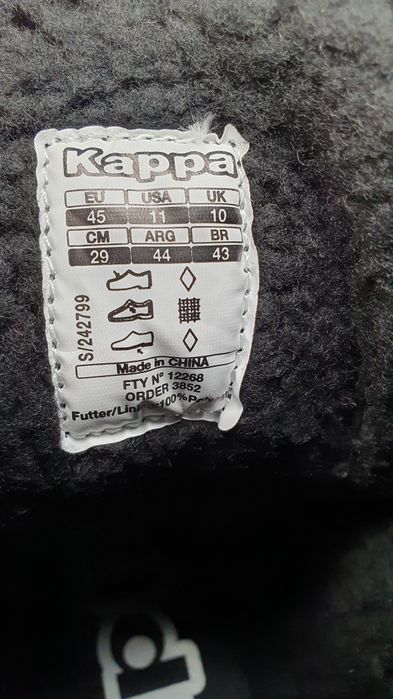 Kappa
EU USA UK
45 11 10
CM ARG BR
29 44 43
S/242799
Made in CHINA
FTY Nº 12268
ORDER 3852